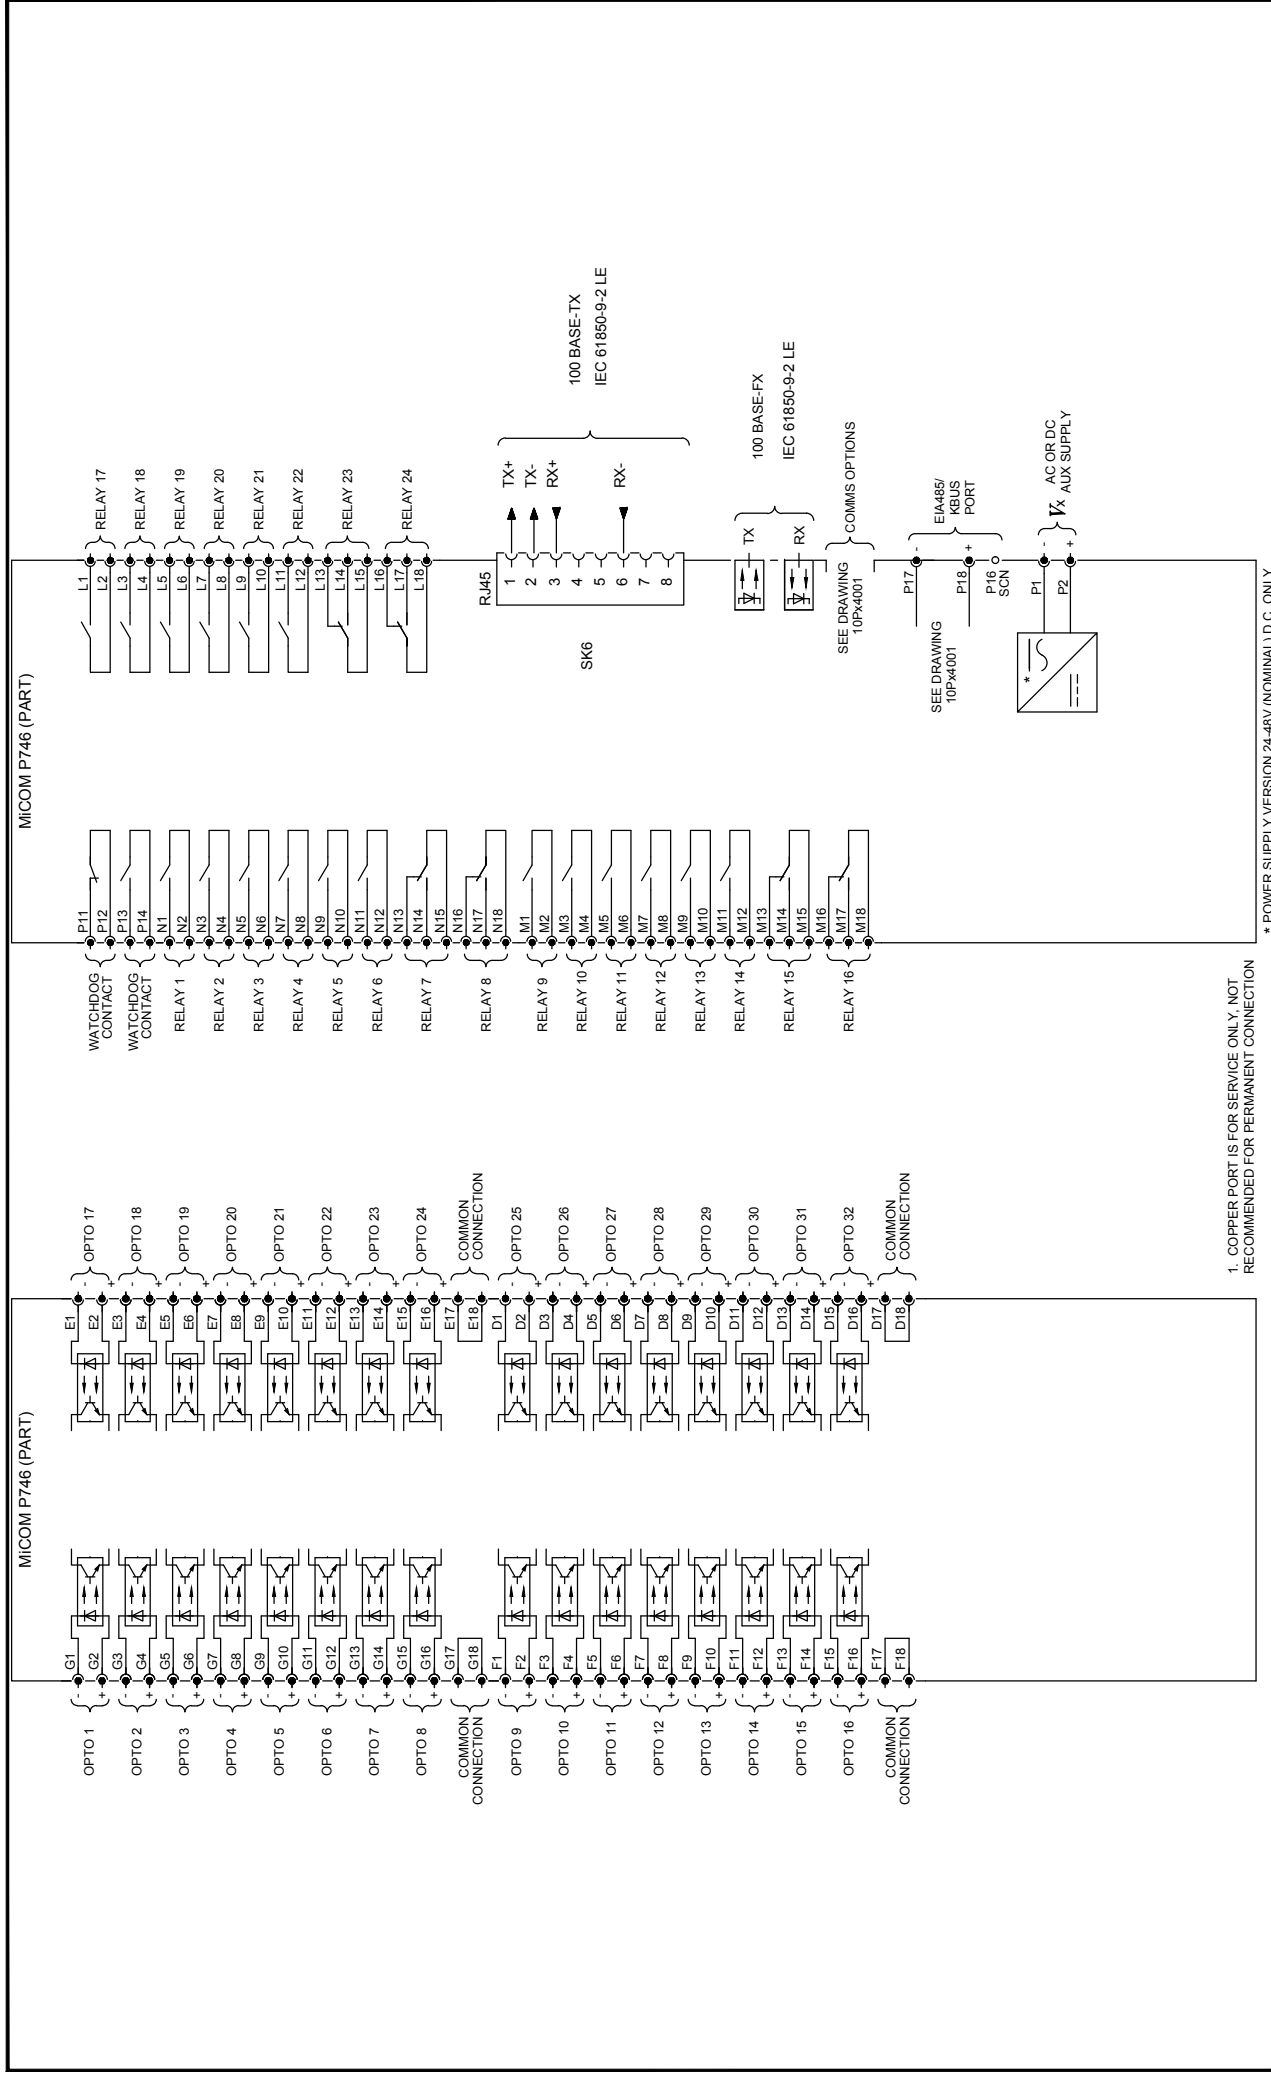 MiCOM P746 (PART)
OPTO 1
-
+
G1
G2
OPTO 2
-
+
G3
G4
OPTO 3
-
+
G5
G6
OPTO 4
-
+
G7
G8
OPTO 5
-
+
G9
G10
OPTO 6
-
+
G11
G12
OPTO 7
-
+
G13
G14
OPTO 8
-
+
G15
G16
COMMON
CONNECTION
G17
G18
OPTO 9
-
+
F1
F2
OPTO 10
-
+
F3
F4
OPTO 11
-
+
F5
F6
OPTO 12
-
+
F7
F8
OPTO 13
-
+
F9
F10
OPTO 14
-
+
F11
F12
OPTO 15
-
+
F13
F14
OPTO 16
-
+
F15
F16
COMMON
CONNECTION
F17
F18
E1
E2
-
+
OPTO 17
E3
E4
-
+
OPTO 18
E5
E6
-
+
OPTO 19
E7
E8
-
+
OPTO 20
E9
E10
-
+
OPTO 21
E11
E12
-
+
OPTO 22
E13
E14
-
+
OPTO 23
E15
E16
-
+
OPTO 24
E17
E18
COMMON
CONNECTION
D1
D2
-
+
OPTO 25
D3
D4
-
+
OPTO 26
D5
D6
-
+
OPTO 27
D7
D8
-
+
OPTO 28
D9
D10
-
+
OPTO 29
D11
D12
-
+
OPTO 30
D13
D14
-
+
OPTO 31
D15
D16
-
+
OPTO 32
D17
D18
COMMON
CONNECTION
1. COPPER PORT IS FOR SERVICE ONLY, NOT
RECOMMENDED FOR PERMANENT CONNECTION
MiCOM P746 (PART)
WATCHDOG
CONTACT
P11
P12
WATCHDOG
CONTACT
P13
P14
RELAY 1
N1
N2
RELAY 2
N3
N4
RELAY 3
N5
N6
RELAY 4
N7
N8
RELAY 5
N9
N10
RELAY 6
N11
N12
RELAY 7
N13
N14
N15
RELAY 8
N16
N17
N18
RELAY 9
M1
M2
RELAY 10
M3
M4
RELAY 11
M5
M6
RELAY 12
M7
M8
RELAY 13
M9
M10
RELAY 14
M11
M12
RELAY 15
M13
M14
M15
RELAY 16
M16
M17
M18
L1
L2
RELAY 17
L3
L4
RELAY 18
L5
L6
RELAY 19
L7
L8
RELAY 20
L9
L10
RELAY 21
L11
L12
RELAY 22
L13
L14
L15
RELAY 23
L16
L17
L18
RELAY 24
RJ45
SK6
1
TX+
2
TX-
3
RX+
4
5
6
RX-
7
8
100 BASE-TX
IEC 61850-9-2 LE
TX
RX
100 BASE-FX
IEC 61850-9-2 LE
SEE DRAWING
10Px4001
COMMS OPTIONS
SEE DRAWING
10Px4001
P17
-
P18
+
P16
SCN
EIA485/
KBUS
PORT
*
P1
-
P2
+
Vx
AC OR DC
AUX SUPPLY
* POWER SUPPLY VERSION 24-48V (NOMINAL) D.C. ONLY